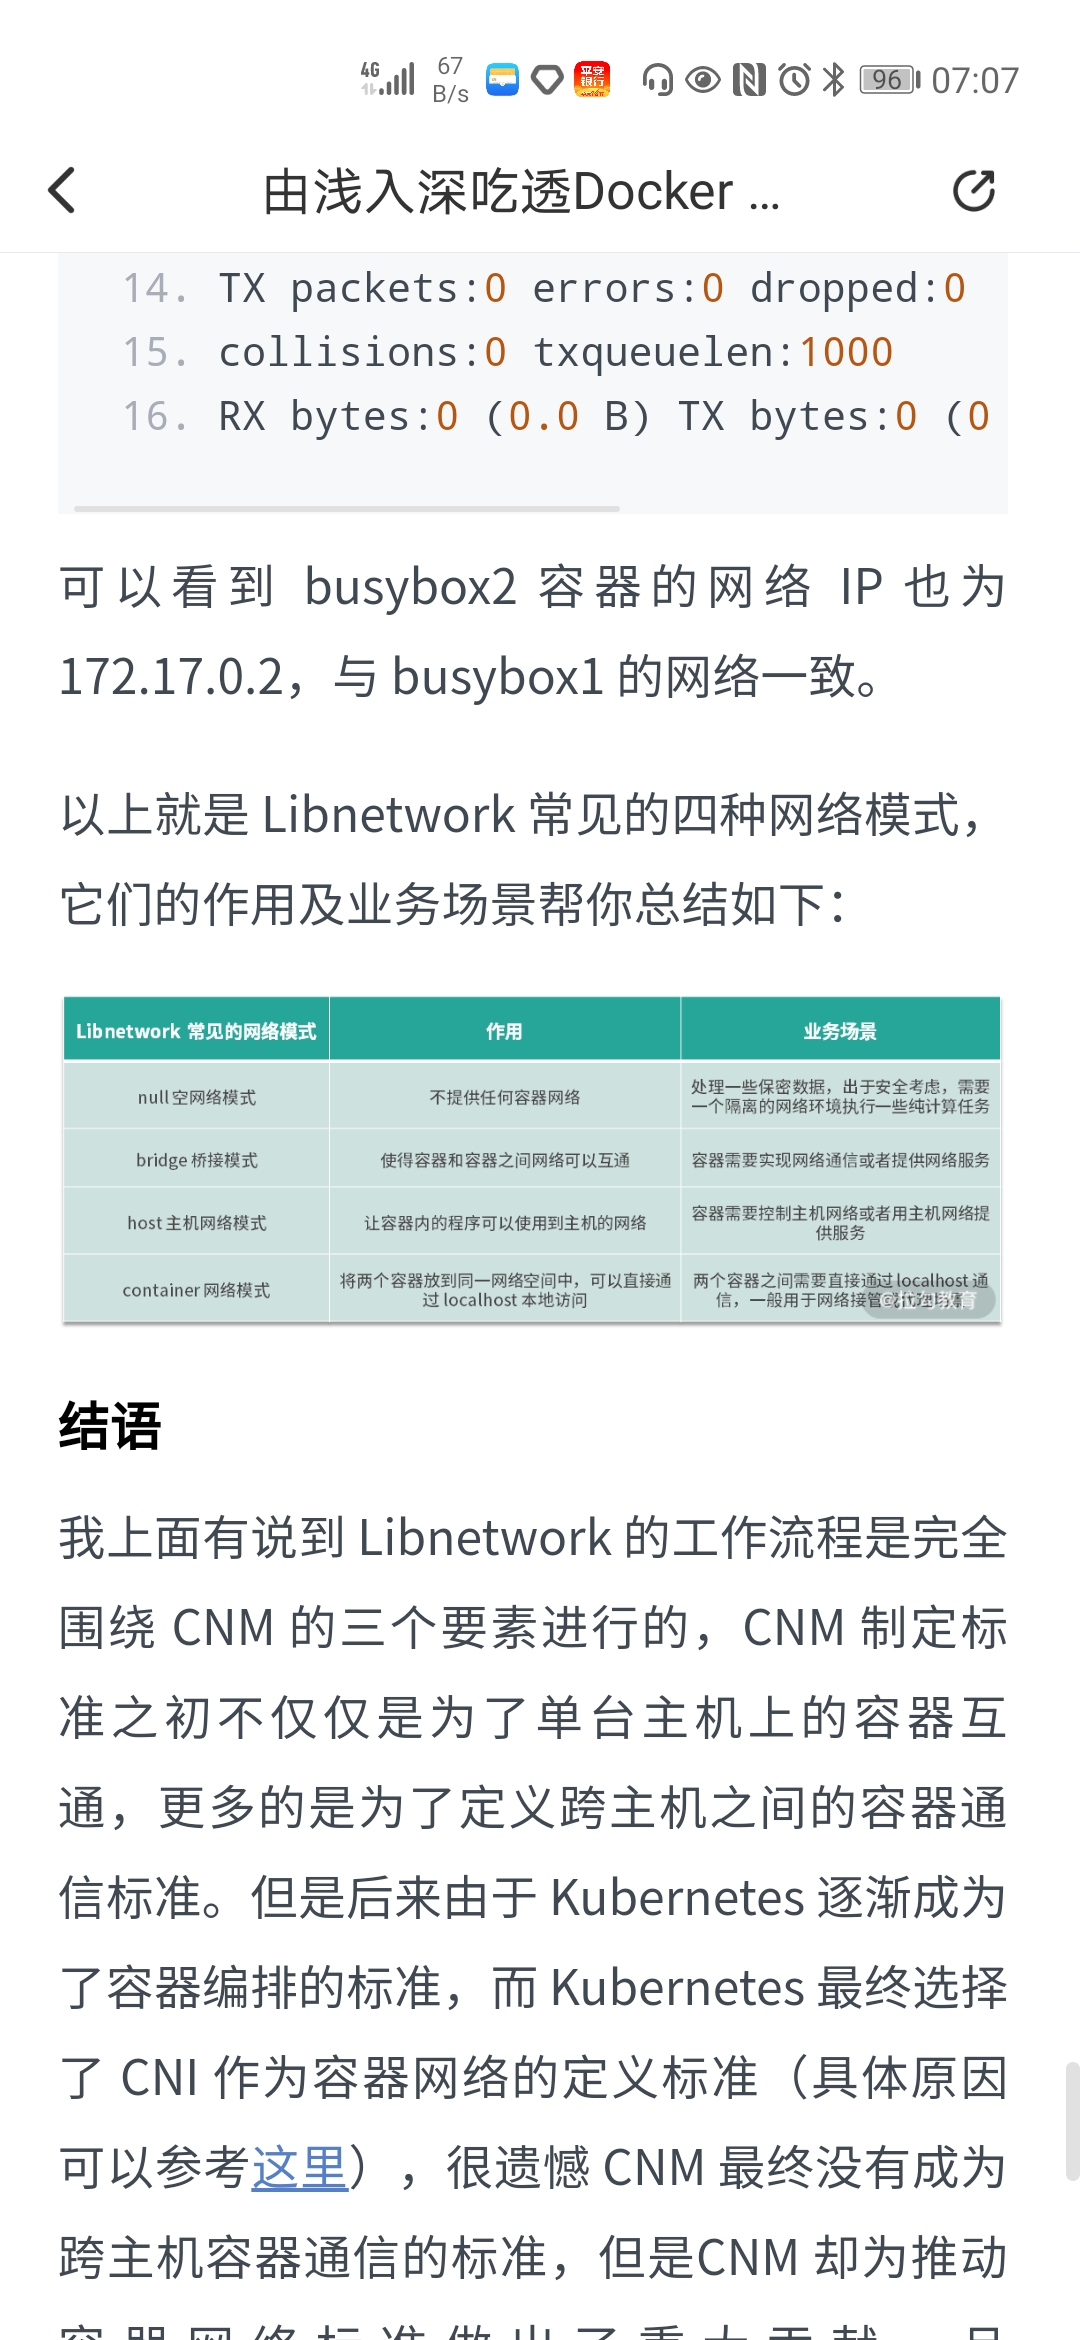 4G 67 B/s 平安银行 96 07:07
由浅入深吃透Docker ...
14. TX packets:0 errors:0 dropped:0
15. collisions:0 txqueuelen:1000
16. RX bytes:0 (0.0 B) TX bytes:0 (0
可以看到 busybox2 容器的网络 IP 也为
172.17.0.2，与 busybox1 的网络一致。
以上就是 Libnetwork 常见的四种网络模式，
它们的作用及业务场景帮你总结如下：
Libnetwork 常见的网络模式 作用 业务场景
null 空网络模式 不提供任何容器网络 处理一些保密数据，出于安全考虑，需要
一个隔离的网络环境执行一些纯计算任务
bridge 桥接模式 使得容器和容器之间网络可以互通 容器需要实现网络通信或者提供网络服务
host 主机网络模式 让容器内的程序可以使用到主机的网络 容器需要控制主机网络或者用主机网络提
供服务
container 网络模式 将两个容器放到同一网络空间中，可以直接通
过 localhost 本地访问
两个容器之间需要直接通过 localhost 通
信，一般用于网络接管
@拉勾教育
结语
我上面有说到 Libnetwork 的工作流程是完全
围绕 CNM 的三个要素进行的，CNM 制定标
准之初不仅仅是为了单台主机上的容器互
通，更多的是为了定义跨主机之间的容器通
信标准。但是后来由于 Kubernetes 逐渐成为
了容器编排的标准，而 Kubernetes 最终选择
了 CNI 作为容器网络的定义标准（具体原因
可以参考这里），很遗憾 CNM 最终没有成为
跨主机容器通信的标准，但是CNM 却为推动